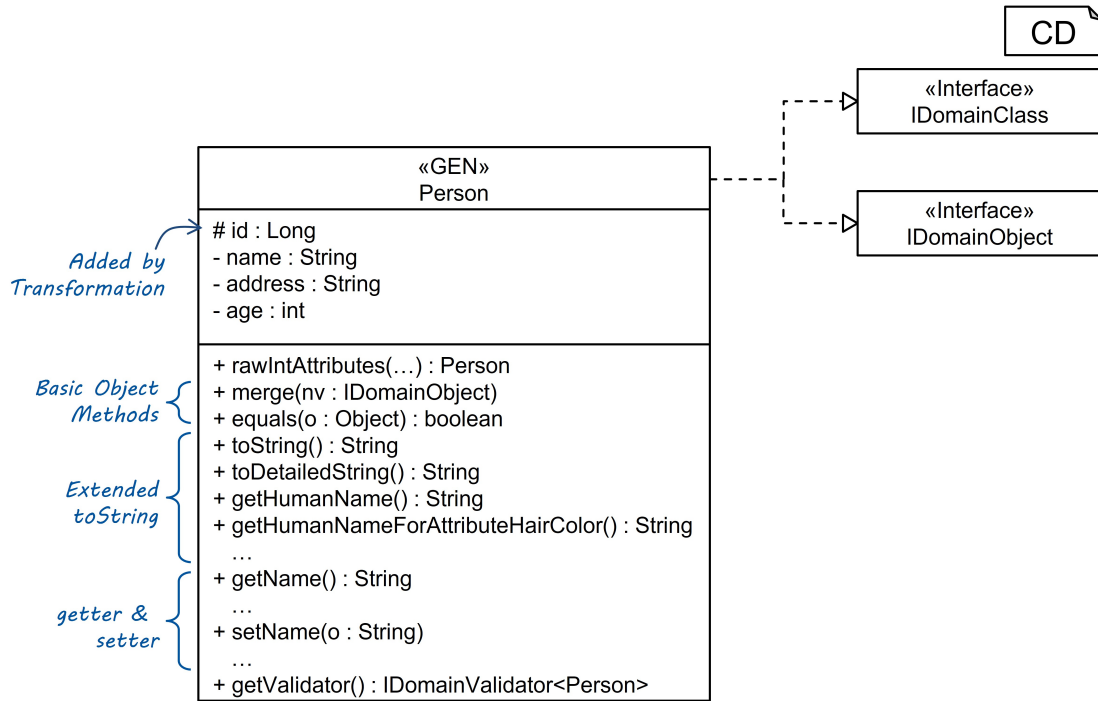 CD
«Interface»
IDomainClass
«Interface»
IDomainObject
«GEN»
Person
# id : Long
- name : String
- address : String
- age : int
Added by
Transformation
+ rawIntAttributes(…) : Person
+ merge(nv : IDomainObject)
+ equals(o : Object) : boolean
+ toString() : String
+ toDetailedString() : String
+ getHumanName() : String
+ getHumanNameForAttributeHairColor() : String
…
+ getName() : String
…
+ setName(o : String)
…
+ getValidator() : IDomainValidator<Person>
Basic Object
Methods
Extended
toString
getter &
setter